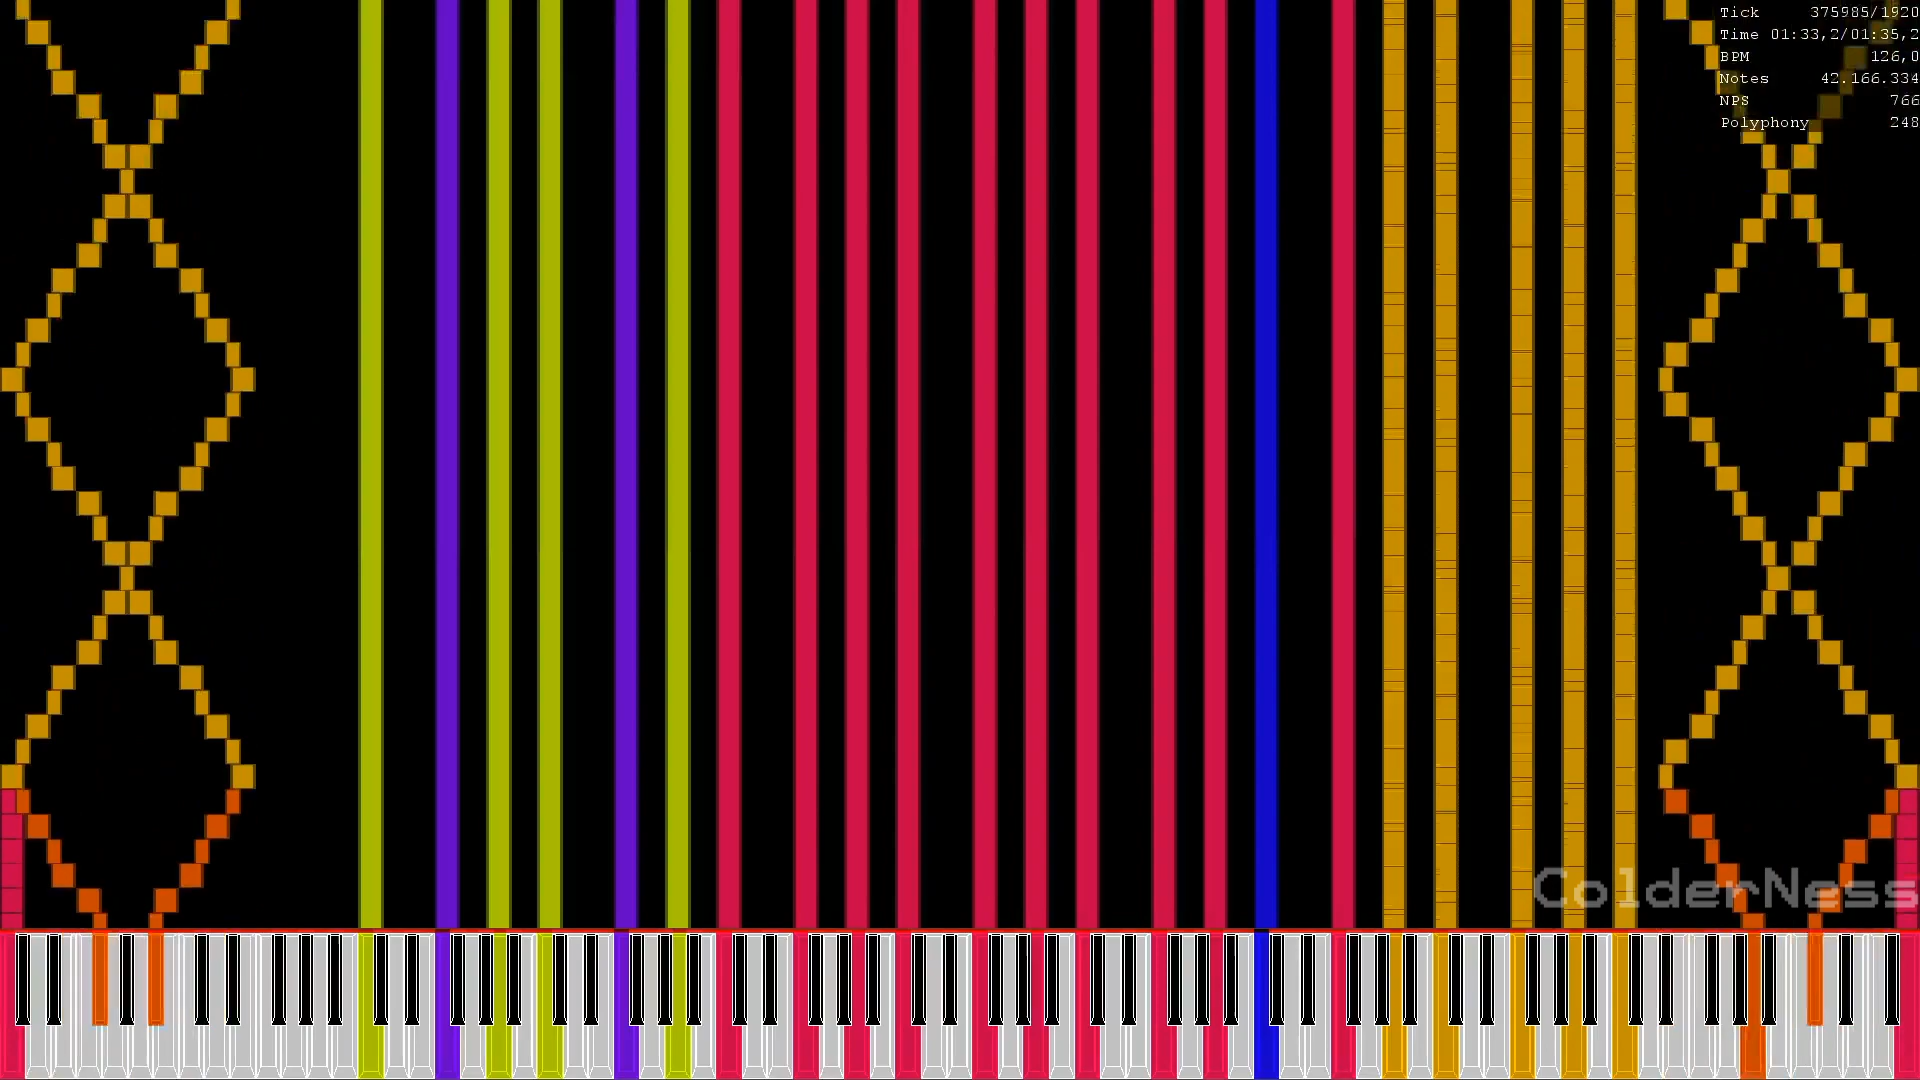 Tick 375985/1920
Time 01:33,2/01:35,2
BPM 126,0
Notes 42.166.334
NPS 766
Polyphony 248
ColderNess